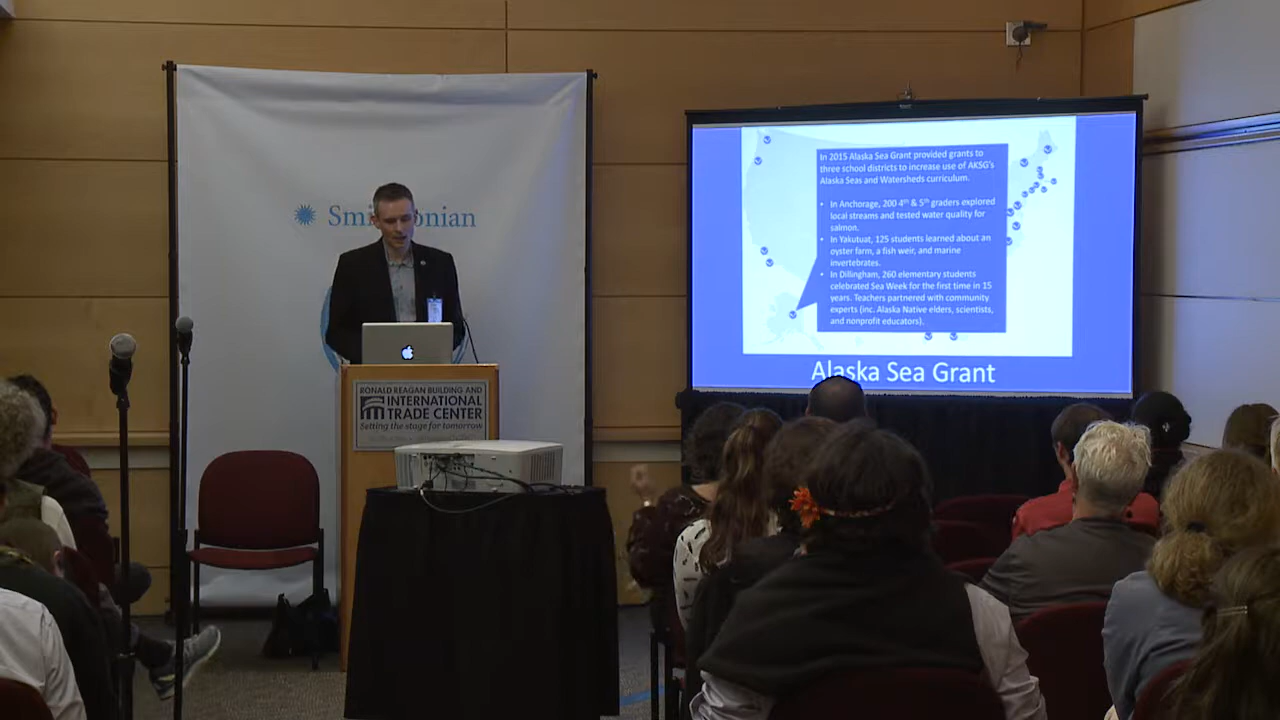 Smi onian
RONALD REAGAN BUILDING AND
INTERNATIONAL
TRADE CENTER
Setting the stage for tomorrow
In 2015 Alaska Sea Grant provided grants to
three school districts to increase use of AKSG's
Alaska Seas and Watersheds curriculum.
• In Anchorage, 200 4th & 5th graders explored
local streams and tested water quality for
salmon.
• In Yakutuat, 125 students learned about an
oyster farm, a fish weir, and marine
invertebrates.
• In Dillingham, 260 elementary students
celebrated Sea Week for the first time in 15
years. Teachers partnered with community
experts (inc. Alaska Native elders, scientists,
and nonprofit educators).
Alaska Sea Grant